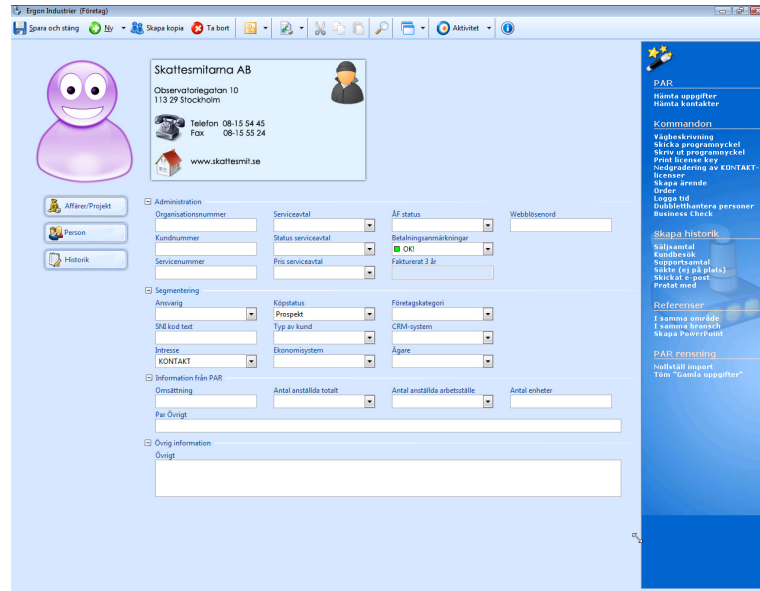 Ergon Industrier (Företag)
Spara och stäng Ny Skapa kopia Ta bort Aktivitet
Skattesmitarna AB
Observatoriegatan 10
113 29 Stockholm
Telefon 08-15 54 45
Fax 08-15 55 24
www.skattesmit.se
Affärer/Projekt
Person
Historik
Administration
Organisationsnummer Serviceavtal ÅF status Webblösenord
Kundnummer Status serviceavtal Betalningsanmärkningar
OK!
Servicenummer Pris serviceavtal Fakturerat 3 år
Segmentering
Ansvarig Köpstatus Företagskategori
Prospekt
SNI kod text Typ av kund CRM-system
Intresse Ekonomisystem Ägare
KONTAKT
Information från PAR
Omsättning Antal anställda totalt Antal anställda arbetsställe Antal enheter
Par Övrigt
Övrig information
Övrigt
PAR
Hämta uppgifter
Hämta kontakter
Kommandon
Vägbeskrivning
Skicka programnyckel
Skriv ut programnyckel
Print license key
Nedgradering av KONTAKT-
licenser
Skapa ärende
Order
Logga tid
Dubbletthantera personer
Business Check
Skapa historik
Säljsamtal
Kundbesök
Supportsamtal
Sökte (ej på plats)
Skickat e-post
Pratat med
Referenser
I samma område
I samma bransch
Skapa PowerPoint
PAR rensning
Nollställ import
Töm "Gamla uppgifter"